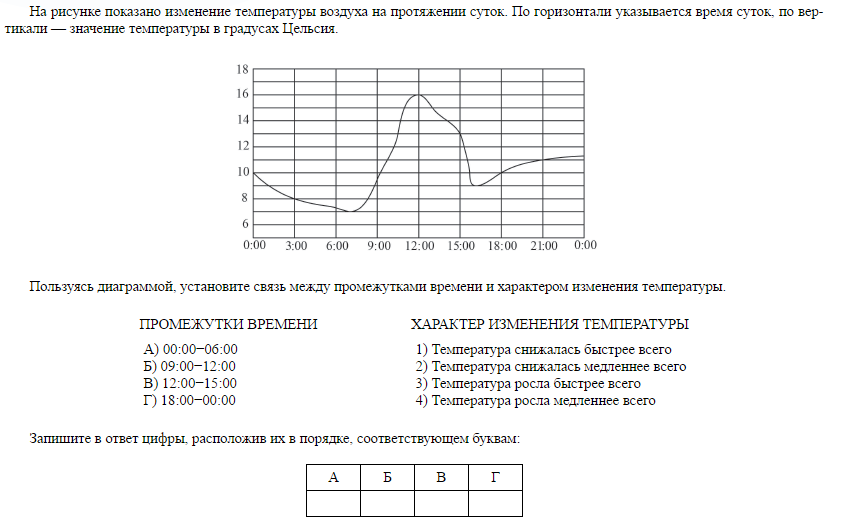 На рисунке показано изменение температуры воздуха на протяжении суток. По горизонтали указывается время суток, по вер-
тикали — значение температуры в градусах Цельсия.
18
16
14
12
10
8
6
0:00 3:00 6:00 9:00 12:00 15:00 18:00 21:00 0:00
Пользуясь диаграммой, установите связь между промежутками времени и характером изменения температуры.
ПРОМЕЖУТКИ ВРЕМЕНИ ХАРАКТЕР ИЗМЕНЕНИЯ ТЕМПЕРАТУРЫ
А) 00:00−06:00 1) Температура снижалась быстрее всего
Б) 09:00−12:00 2) Температура снижалась медленнее всего
В) 12:00−15:00 3) Температура росла быстрее всего
Г) 18:00−00:00 4) Температура росла медленнее всего
Запишите в ответ цифры, расположив их в порядке, соответствующем буквам:
А Б В Г